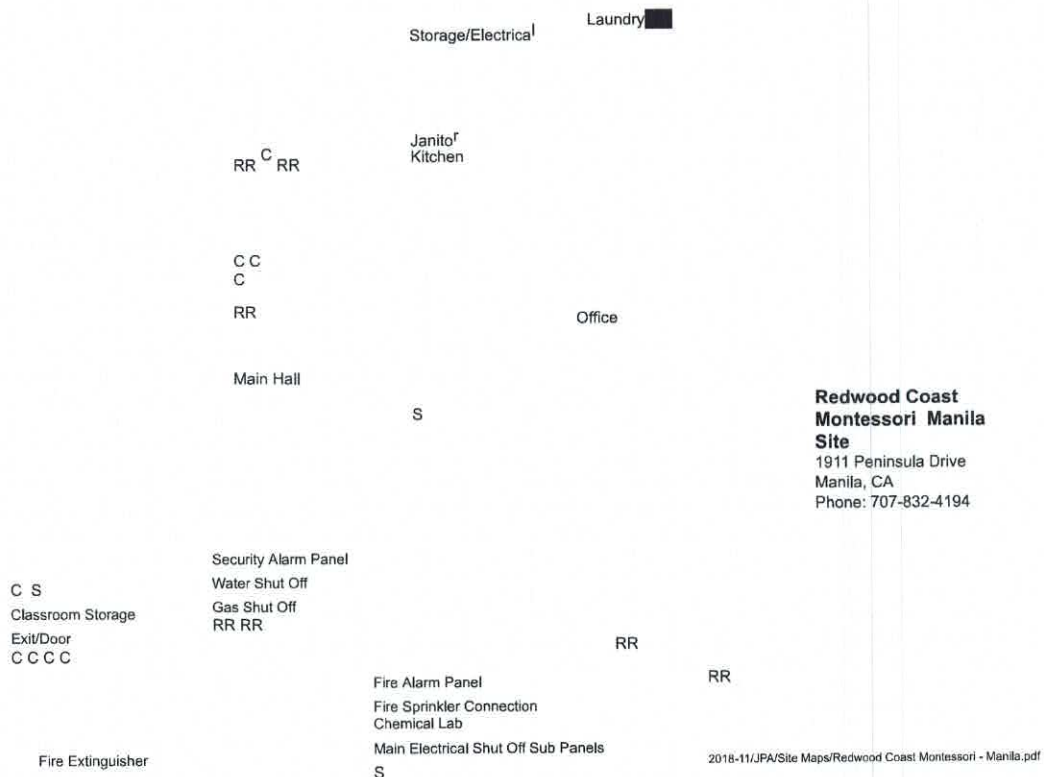 Laundry
Storage/Electrical
Janitor
Kitchen
RR C RR
C C
C
RR
Office
Main Hall
S
Redwood Coast
Montessori Manila
Site
1911 Peninsula Drive
Manila, CA
Phone: 707-832-4194
Security Alarm Panel
Water Shut Off
Gas Shut Off
RR RR
C S
Classroom Storage
Exit/Door
C C C C
RR
RR
Fire Alarm Panel
Fire Sprinkler Connection
Chemical Lab
Main Electrical Shut Off Sub Panels
S
Fire Extinguisher
2018-11/JPA/Site Maps/Redwood Coast Montessori - Manila.pdf